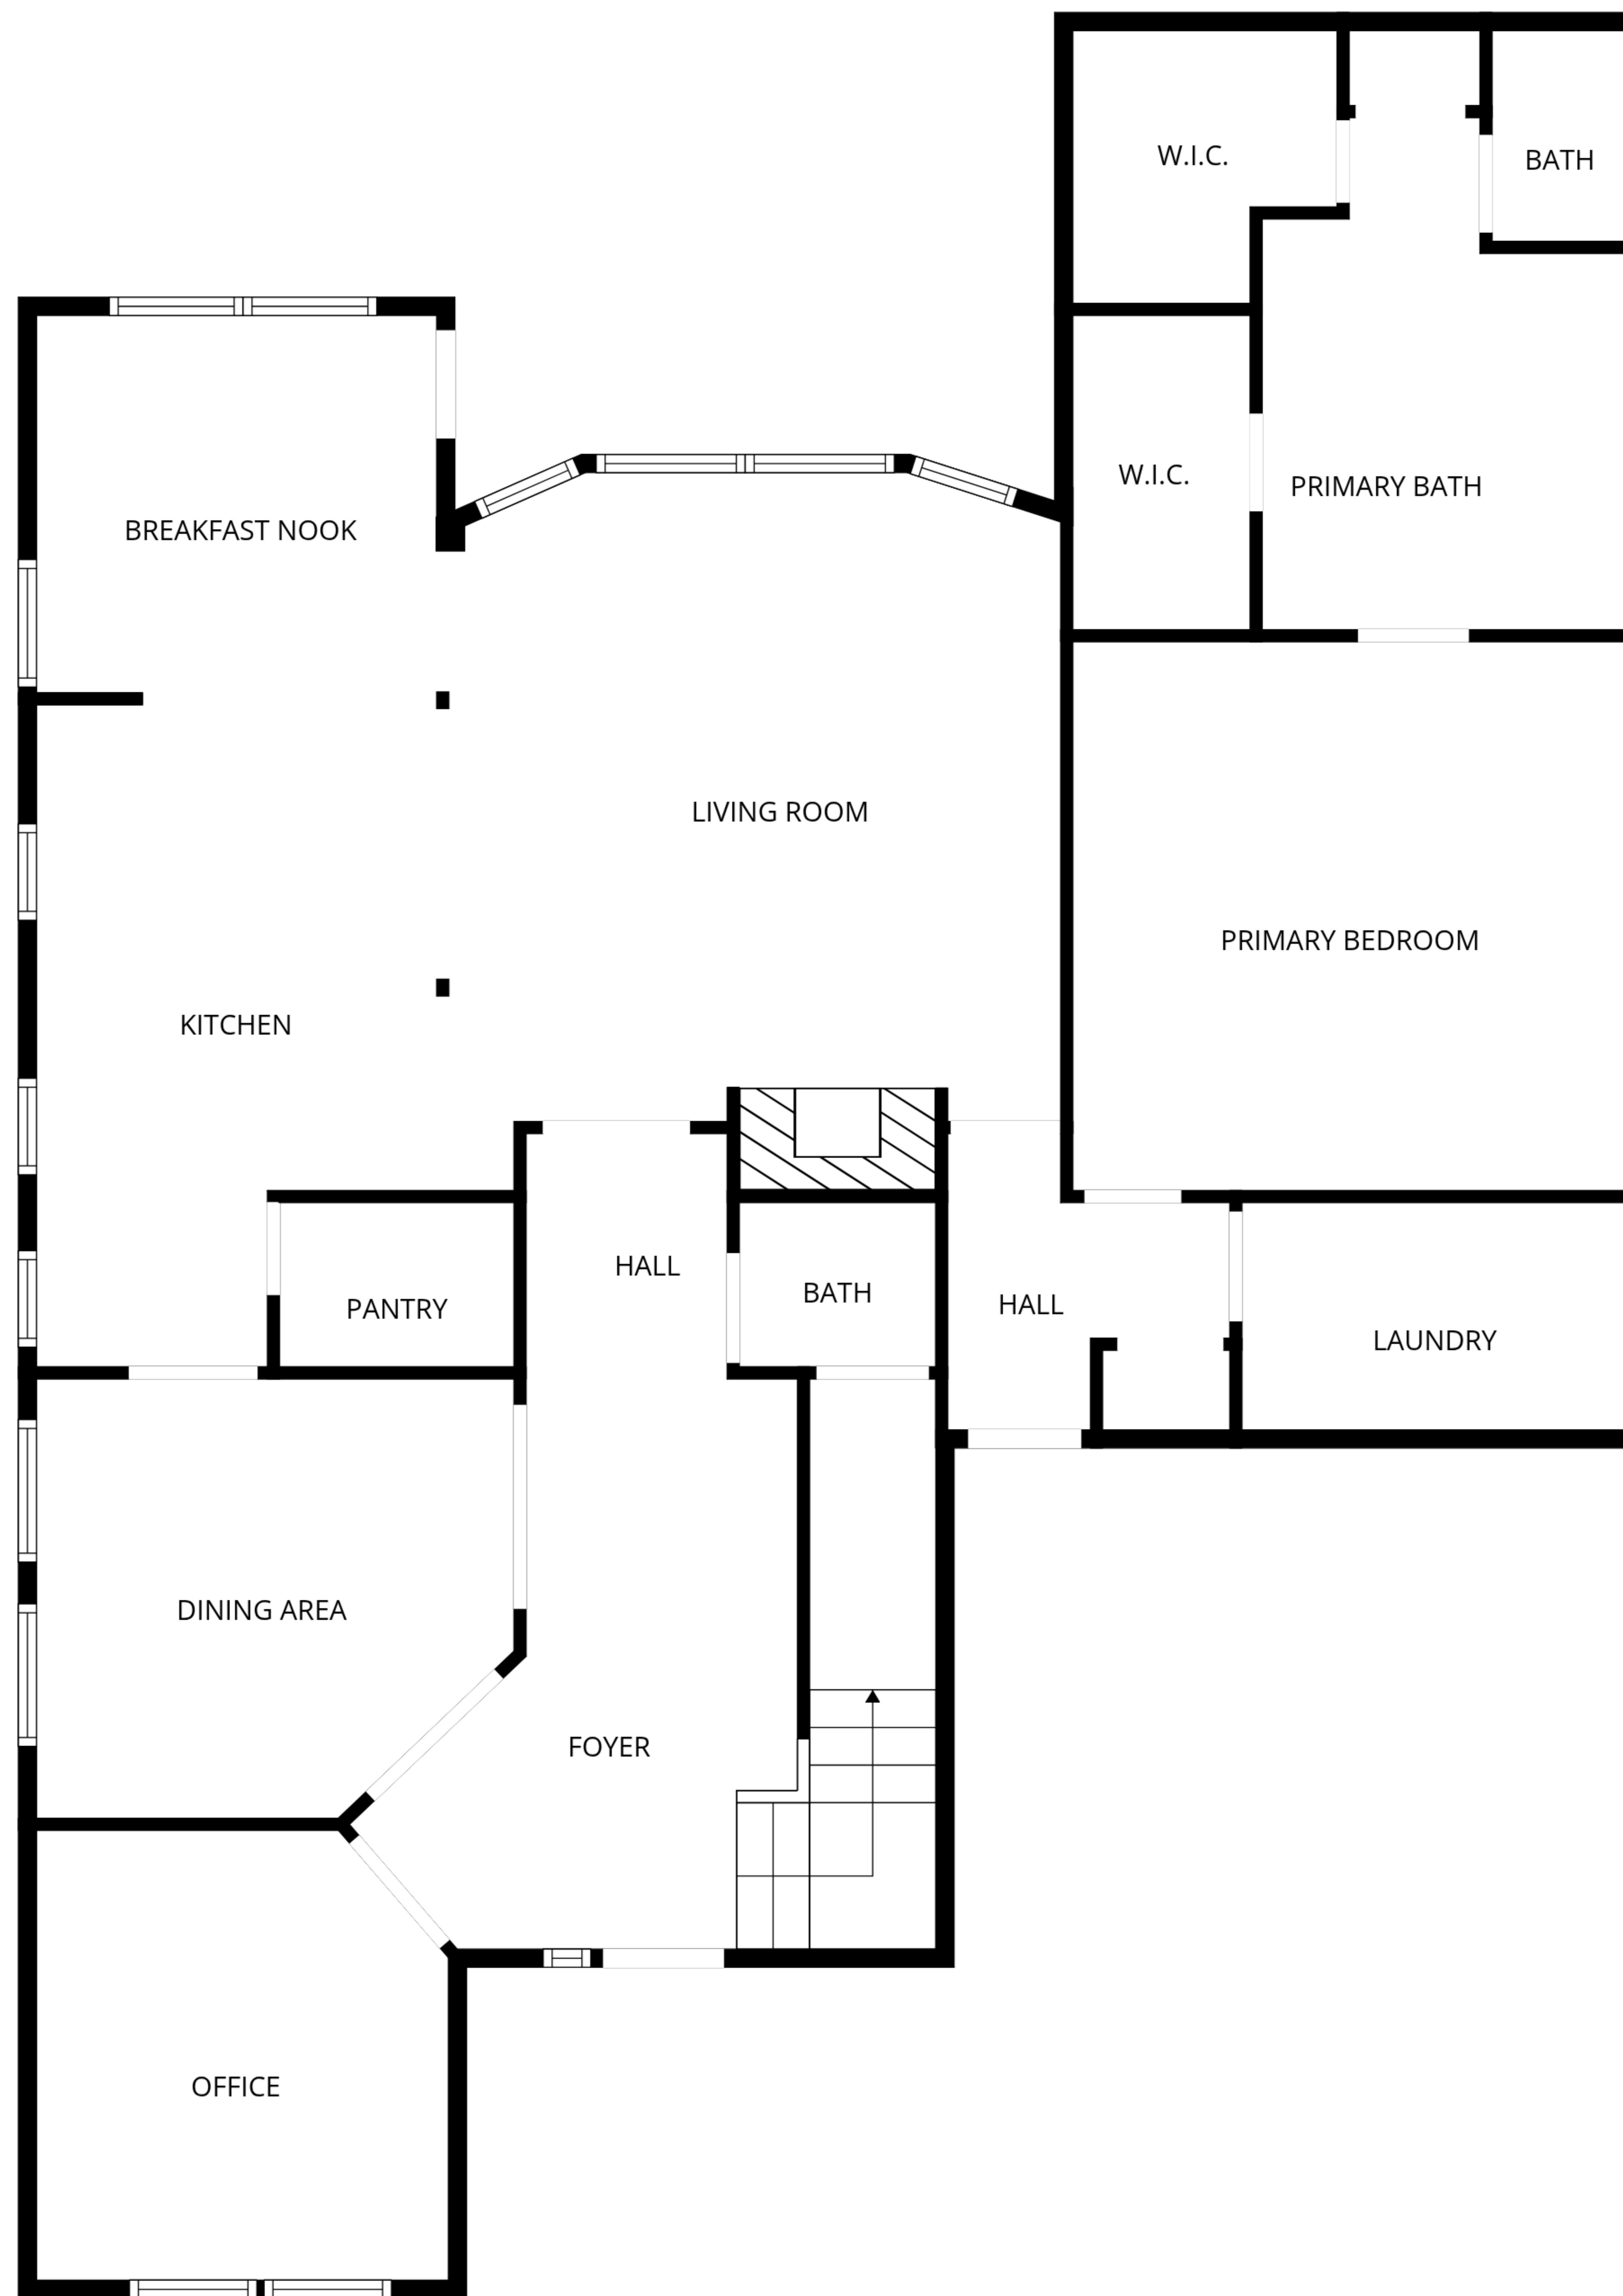 W.I.C.
BATH
W.I.C.
PRIMARY BATH
BREAKFAST NOOK
LIVING ROOM
PRIMARY BEDROOM
KITCHEN
HALL
BATH
HALL
PANTRY
LAUNDRY
DINING AREA
FOYER
OFFICE